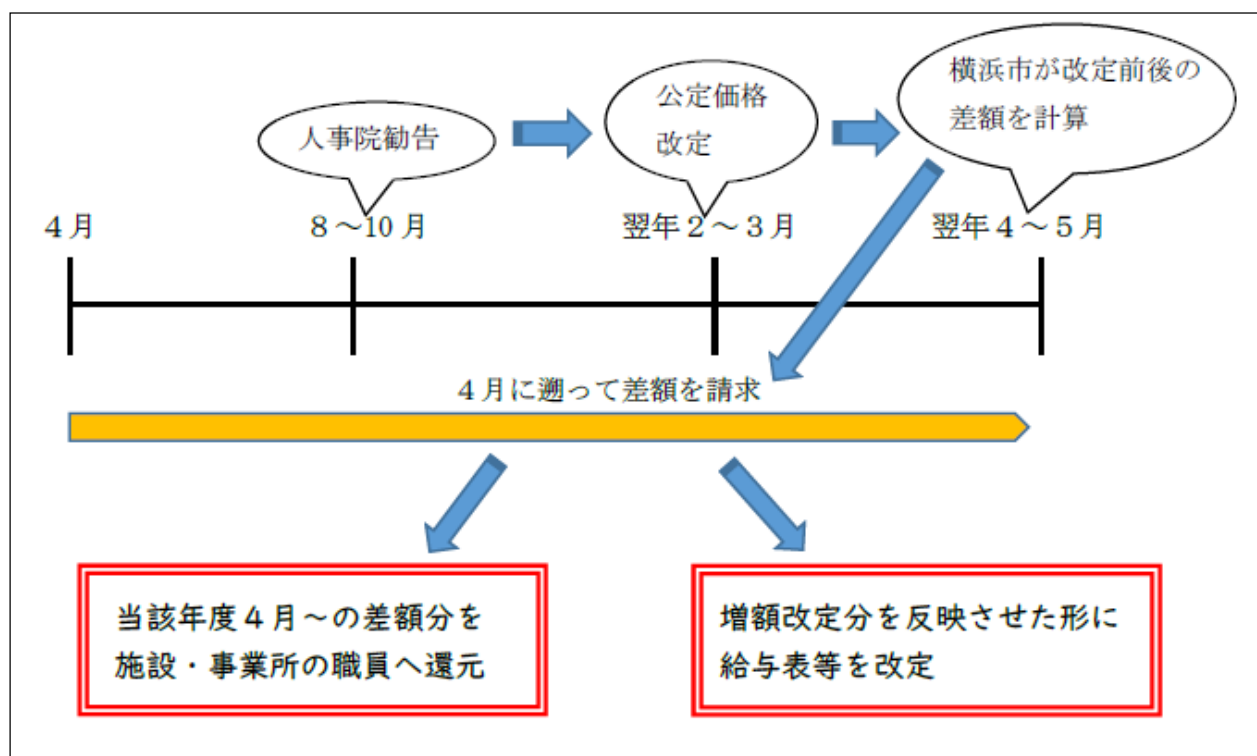 横浜市が改定前後の
差額を計算
公定価格
改定
人事院勧告
４月
８～10 月
翌年２～３月
翌年４～５月
４月に遡って差額を請求
当該年度４月～の差額分を
施設・事業所の職員へ還元
増額改定分を反映させた形に
給与表等を改定